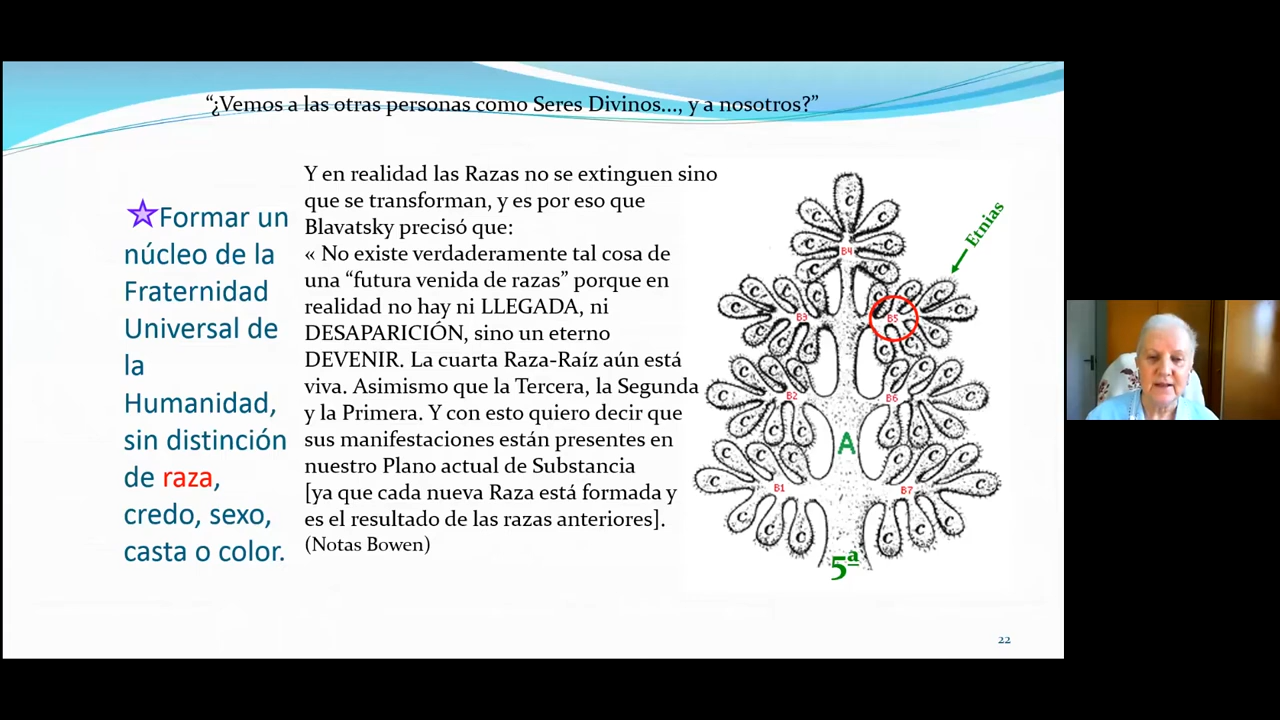 “¿Vemos a las otras personas como Seres Divinos..., y a nosotros?”
Formar un
núcleo de la
Fraternidad
Universal de
la
Humanidad,
sin distinción
de raza,
credo, sexo,
casta o color.
Y en realidad las Razas no se extinguen sino
que se transforman, y es por eso que
Blavatsky precisó que:
« No existe verdaderamente tal cosa de
una “futura venida de razas” porque en
realidad no hay ni LLEGADA, ni
DESAPARICIÓN, sino un eterno
DEVENIR. La cuarta Raza-Raíz aún está
viva. Asimismo que la Tercera, la Segunda
y la Primera. Y con esto quiero decir que
sus manifestaciones están presentes en
nuestro Plano actual de Substancia
[ya que cada nueva Raza está formada y
es el resultado de las razas anteriores].
(Notas Bowen)
Etnias
B4
B3
B5
B2
B6
A
B1
B7
5ª
22